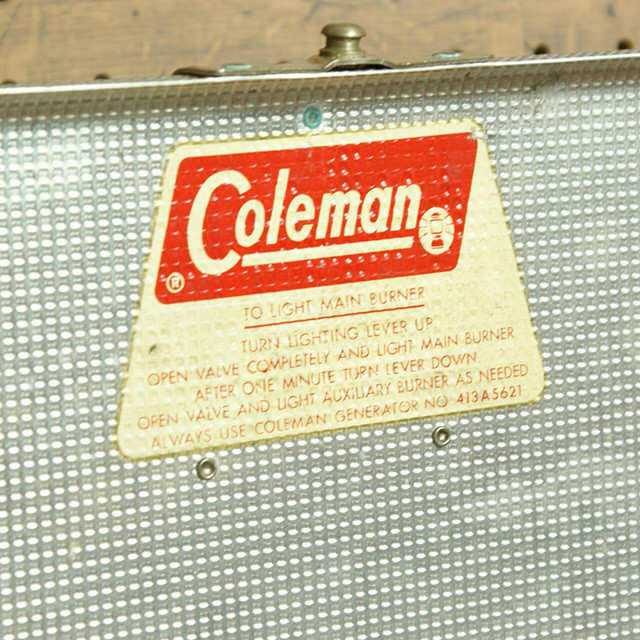 Coleman
®
TO LIGHT MAIN BURNER
TURN LIGHTING LEVER UP.
OPEN VALVE COMPLETELY AND LIGHT MAIN BURNER
AFTER ONE MINUTE TURN LEVER DOWN.
OPEN VALVE AND LIGHT AUXILIARY BURNER AS NEEDED
ALWAYS USE COLEMAN GENERATOR NO 413A5621